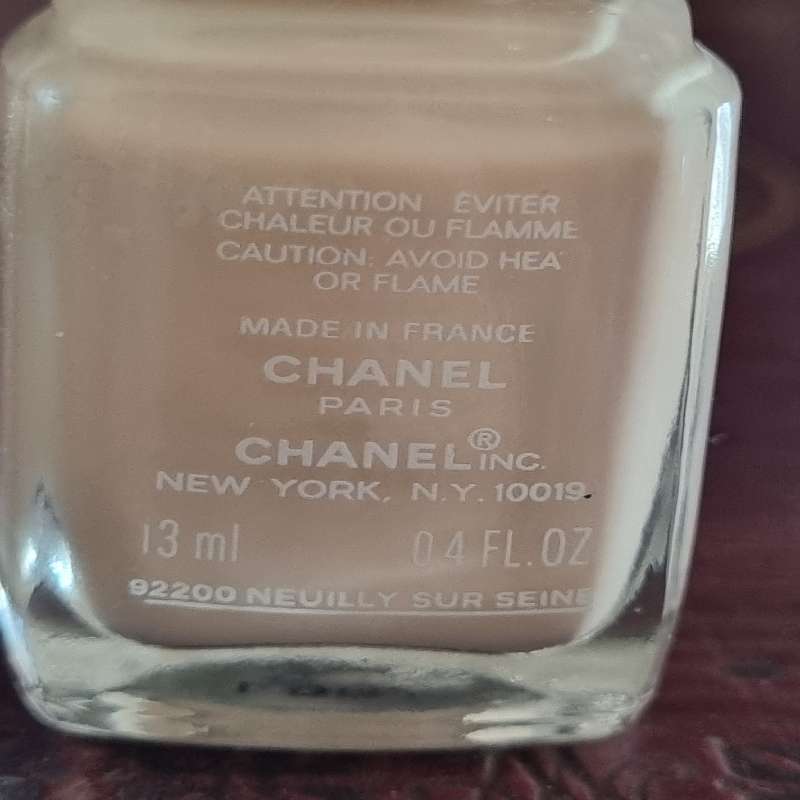 ATTENTION ÉVITER
CHALEUR OU FLAMME
CAUTION: AVOID HEA
OR FLAME
MADE IN FRANCE
CHANEL
PARIS
CHANEL® INC.
NEW YORK, N.Y. 10019.
13 ml 0.4 FL.OZ
92200 NEUILLY SUR SEINE